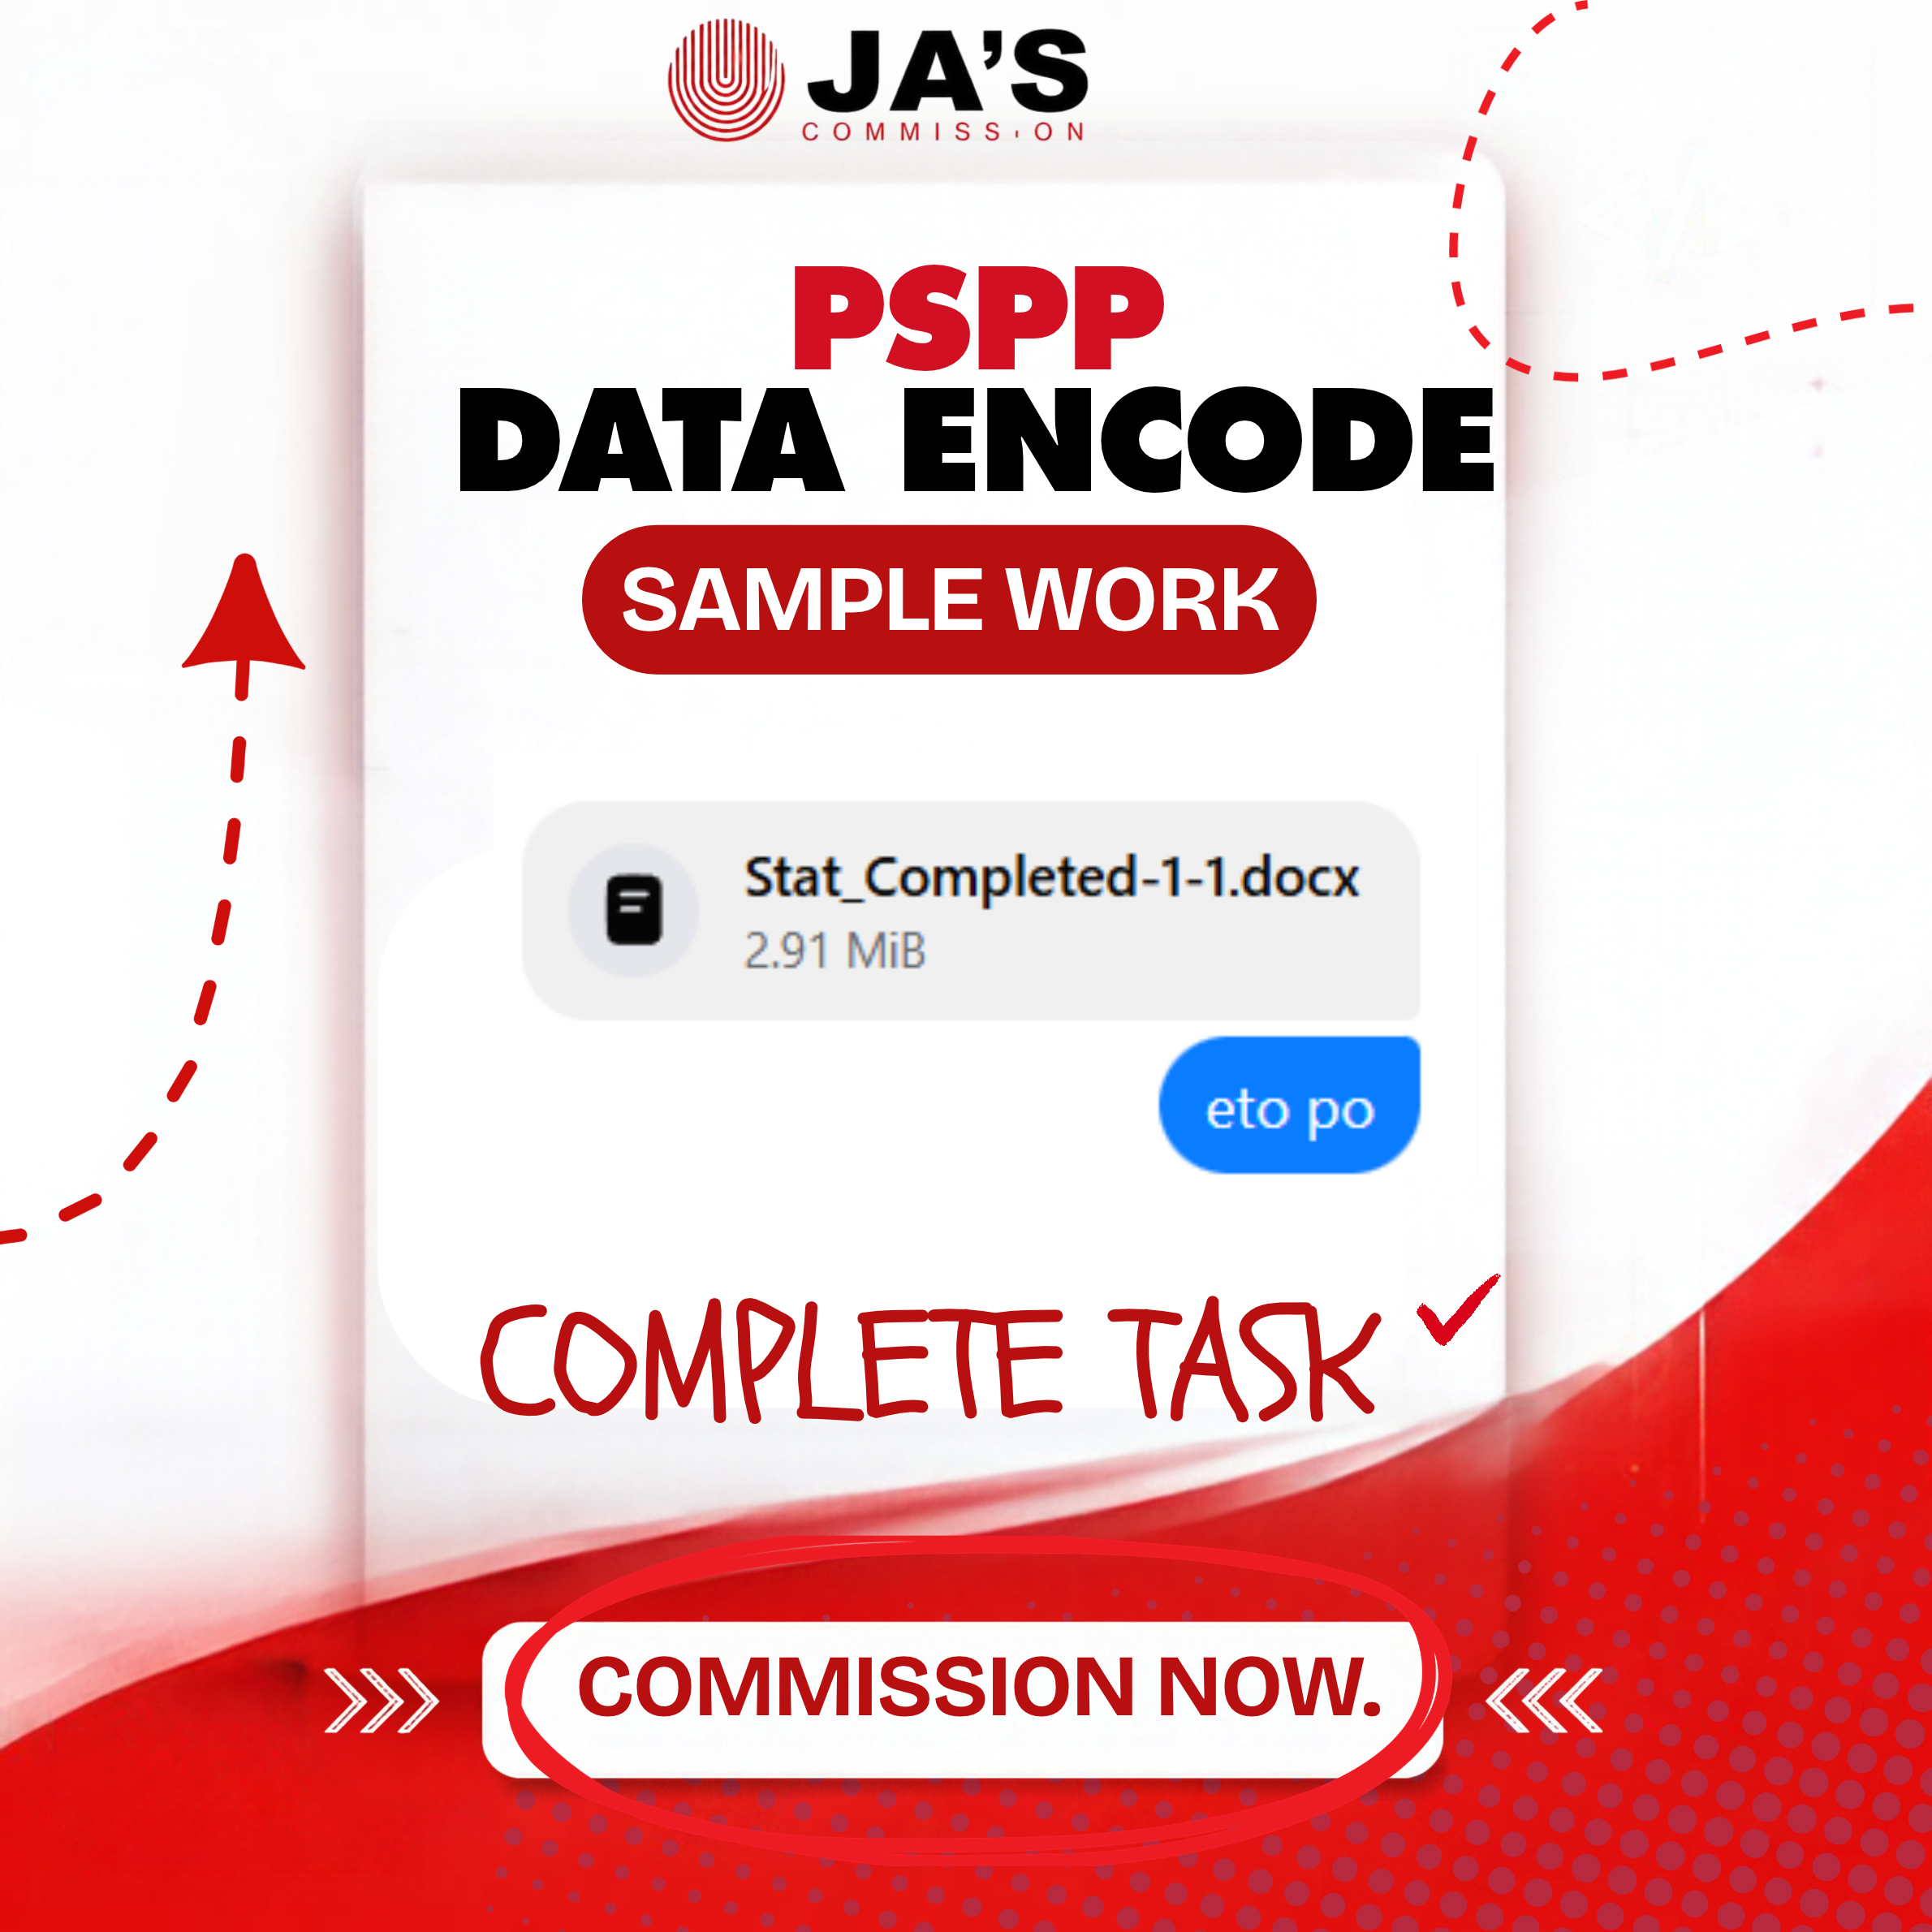 JA'S
COMMISSION
PSPP
DATA ENCODE
SAMPLE WORK
Stat_Completed-1-1.docx
2.91 MiB
eto po
COMPLETE TASK
COMMISSION NOW.